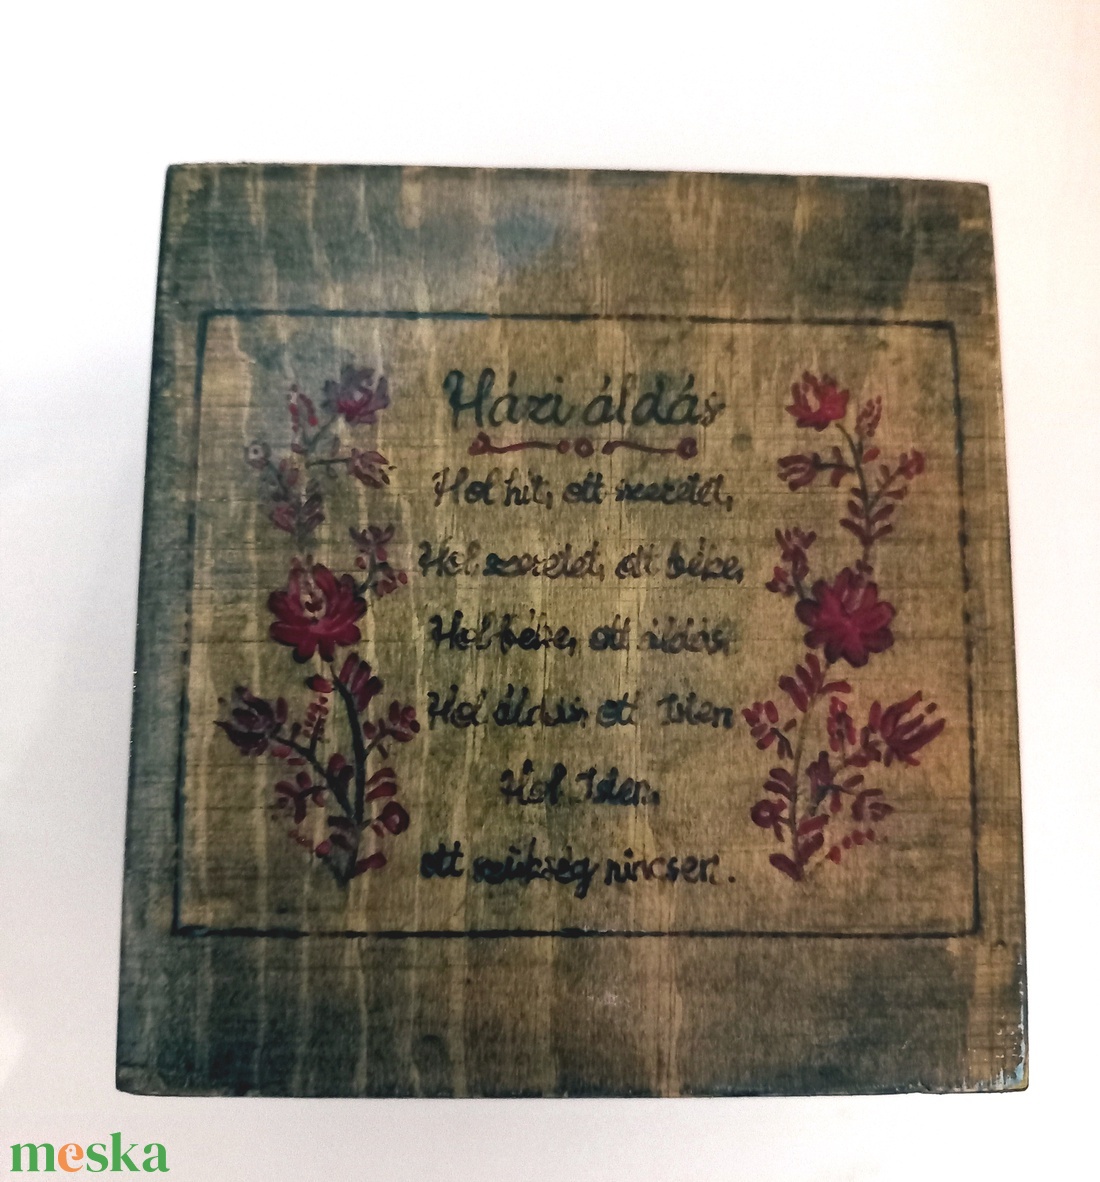 Házi áldás
Hol hit, ott szeretet,
Hol szeretet, ott béke,
Hol béke, ott áldás,
Hol áldás, ott Isten
Hol Isten,
ott szükség nincsen.
meska